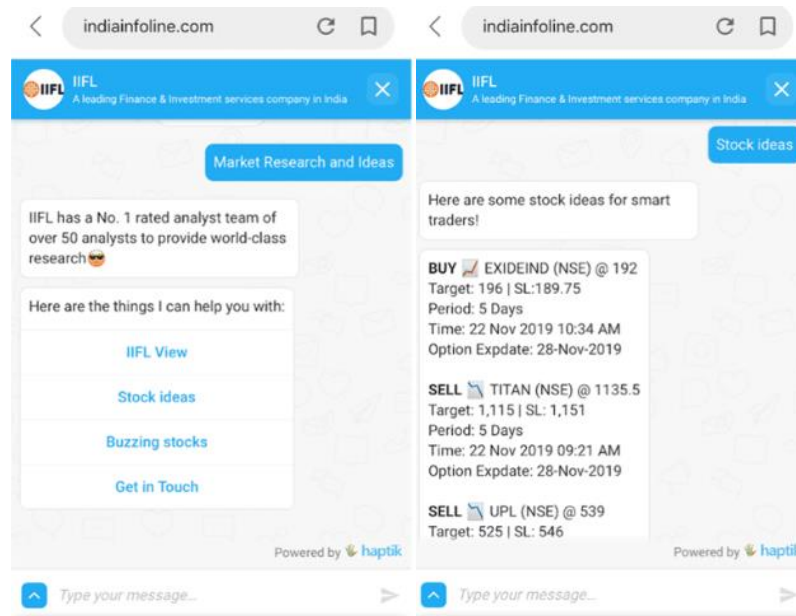 indiainfoline.com
IIFL
IIFL
A leading Finance & Investment services company in India
Market Research and Ideas
IIFL has a No. 1 rated analyst team of
over 50 analysts to provide world-class
research😎
Here are the things I can help you with:
IIFL View
Stock ideas
Buzzing stocks
Get in Touch
Powered by haptik
Type your message...
indiainfoline.com
IIFL
IIFL
A leading Finance & Investment services company in India
Stock ideas
Here are some stock ideas for smart
traders!
BUY 📈 EXIDEIND (NSE) @ 192
Target: 196 | SL:189.75
Period: 5 Days
Time: 22 Nov 2019 10:34 AM
Option Expdate: 28-Nov-2019
SELL 📉 TITAN (NSE) @ 1135.5
Target: 1,115 | SL: 1,151
Period: 5 Days
Time: 22 Nov 2019 09:21 AM
Option Expdate: 28-Nov-2019
SELL 📉 UPL (NSE) @ 539
Target: 525 | SL: 546
Powered by hapti
Type your message...